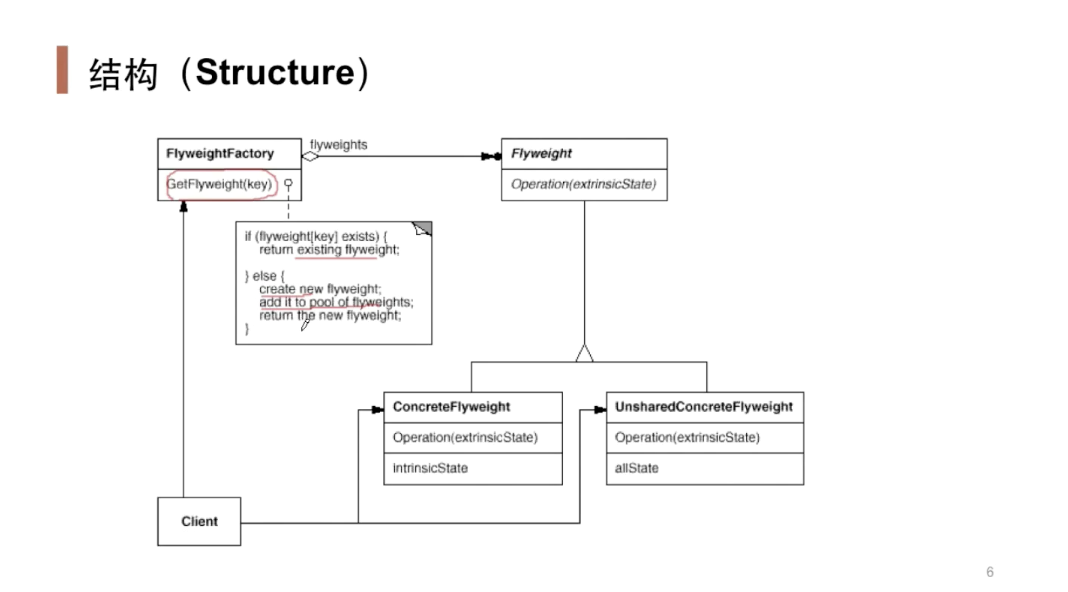 结构（Structure）
flyweights
FlyweightFactory
GetFlyweight(key)
Flyweight
Operation(extrinsicState)
if (flyweight[key] exists) {
return existing flyweight;
} else {
create new flyweight;
add it to pool of flyweights;
return the new flyweight;
}
ConcreteFlyweight
Operation(extrinsicState)
intrinsicState
UnsharedConcreteFlyweight
Operation(extrinsicState)
allState
Client
6